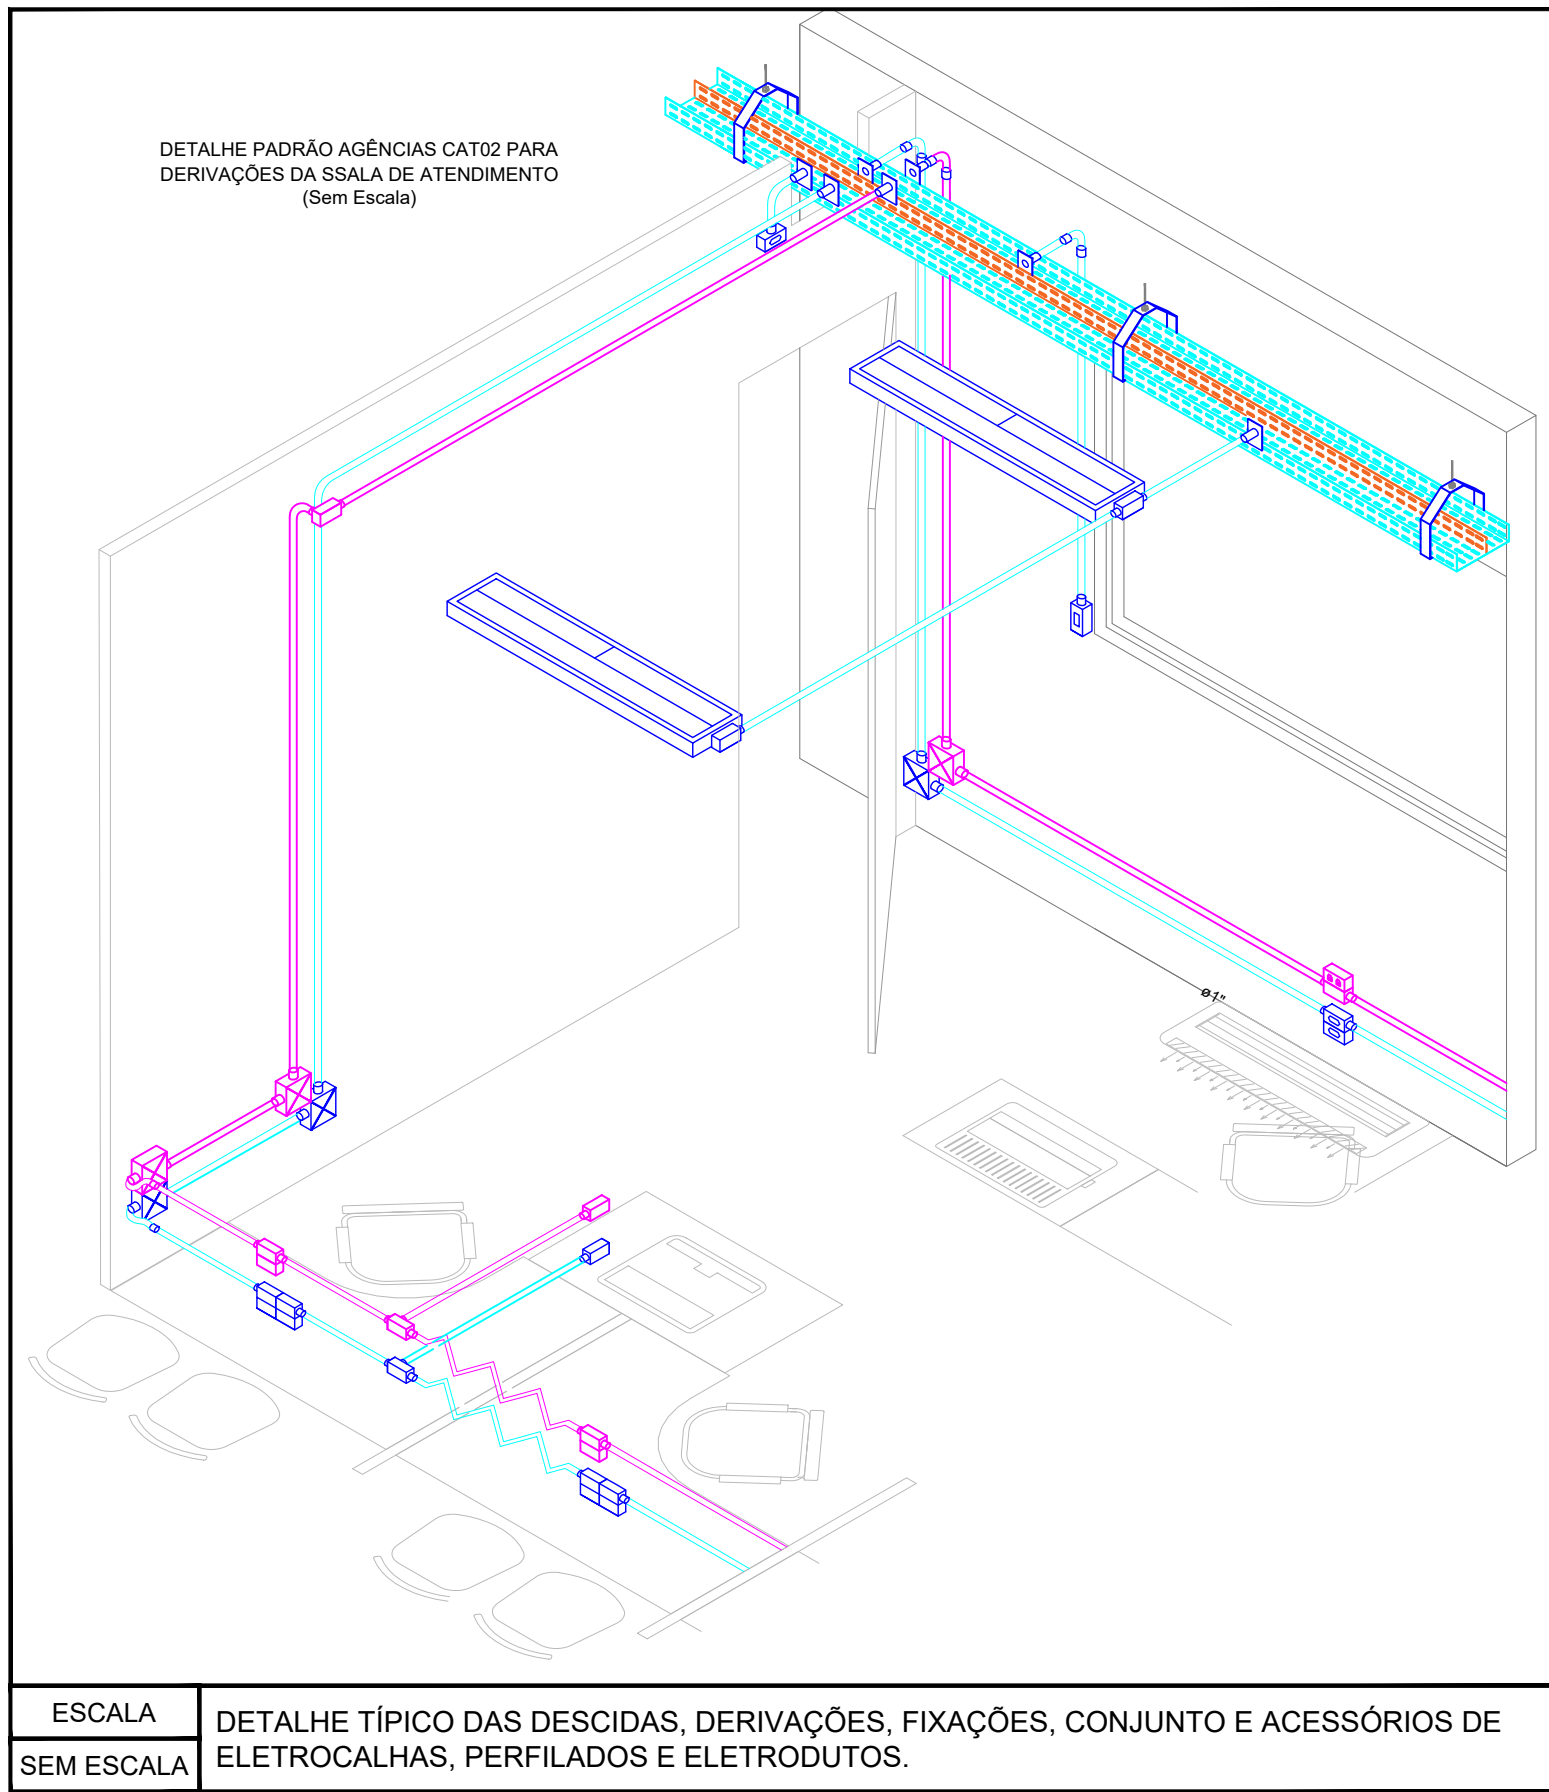 DETALHE PADRÃO AGÊNCIAS CAT02 PARA
DERIVAÇÕES DA SSALA DE ATENDIMENTO
(Sem Escala)
ø1"
ESCALA
SEM ESCALA
DETALHE TÍPICO DAS DESCIDAS, DERIVAÇÕES, FIXAÇÕES, CONJUNTO E ACESSÓRIOS DE
ELETROCALHAS, PERFILADOS E ELETRODUTOS.